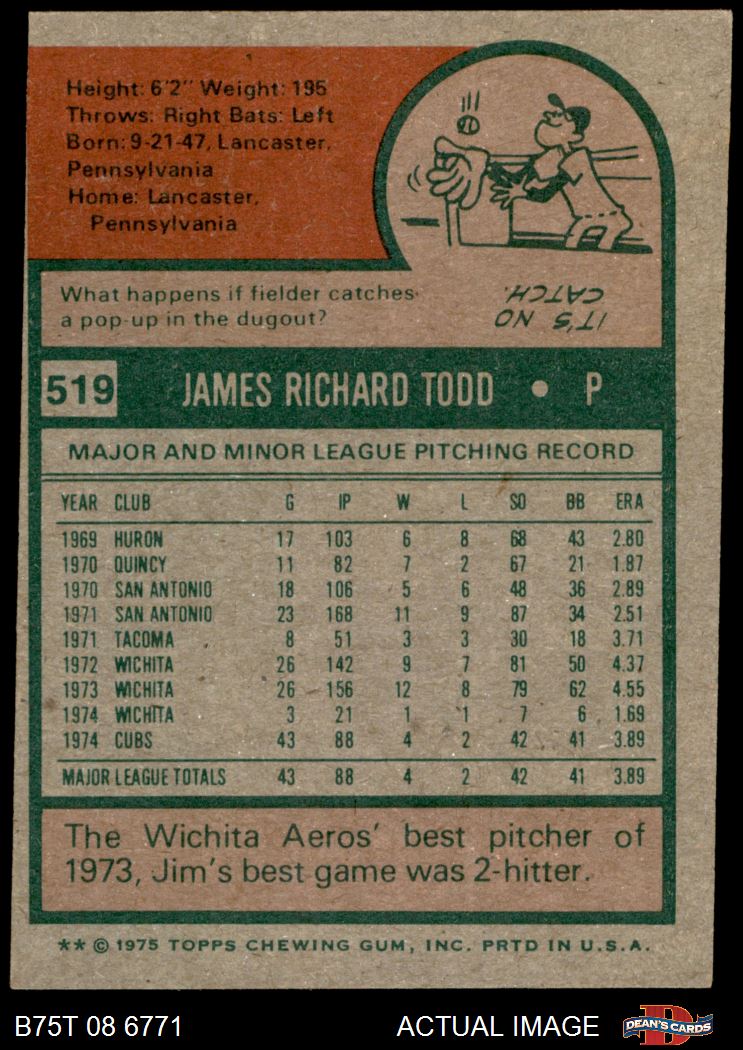 Height: 6'2" Weight: 195
Throws: Right Bats: Left
Born: 9-21-47, Lancaster,
Pennsylvania
Home: Lancaster,
Pennsylvania
What happens if fielder catches
a pop-up in the dugout?
IT'S NO
CATCH.
519 JAMES RICHARD TODD • P
MAJOR AND MINOR LEAGUE PITCHING RECORD
YEAR CLUB G IP W L SO BB ERA
1969 HURON 17 103 6 8 68 43 2.80
1970 QUINCY 11 82 7 2 67 21 1.87
1970 SAN ANTONIO 18 106 5 6 48 36 2.89
1971 SAN ANTONIO 23 168 11 9 87 34 2.51
1971 TACOMA 8 51 3 3 30 18 3.71
1972 WICHITA 26 142 9 7 81 50 4.37
1973 WICHITA 26 156 12 8 79 62 4.55
1974 WICHITA 3 21 1 1 7 6 1.69
1974 CUBS 43 88 4 2 42 41 3.89
MAJOR LEAGUE TOTALS 43 88 4 2 42 41 3.89
The Wichita Aeros' best pitcher of
1973, Jim's best game was 2-hitter.
** © 1975 TOPPS CHEWING GUM, INC. PRTD IN U.S.A.
B75T 08 6771 ACTUAL IMAGE D DEAN'S CARDS